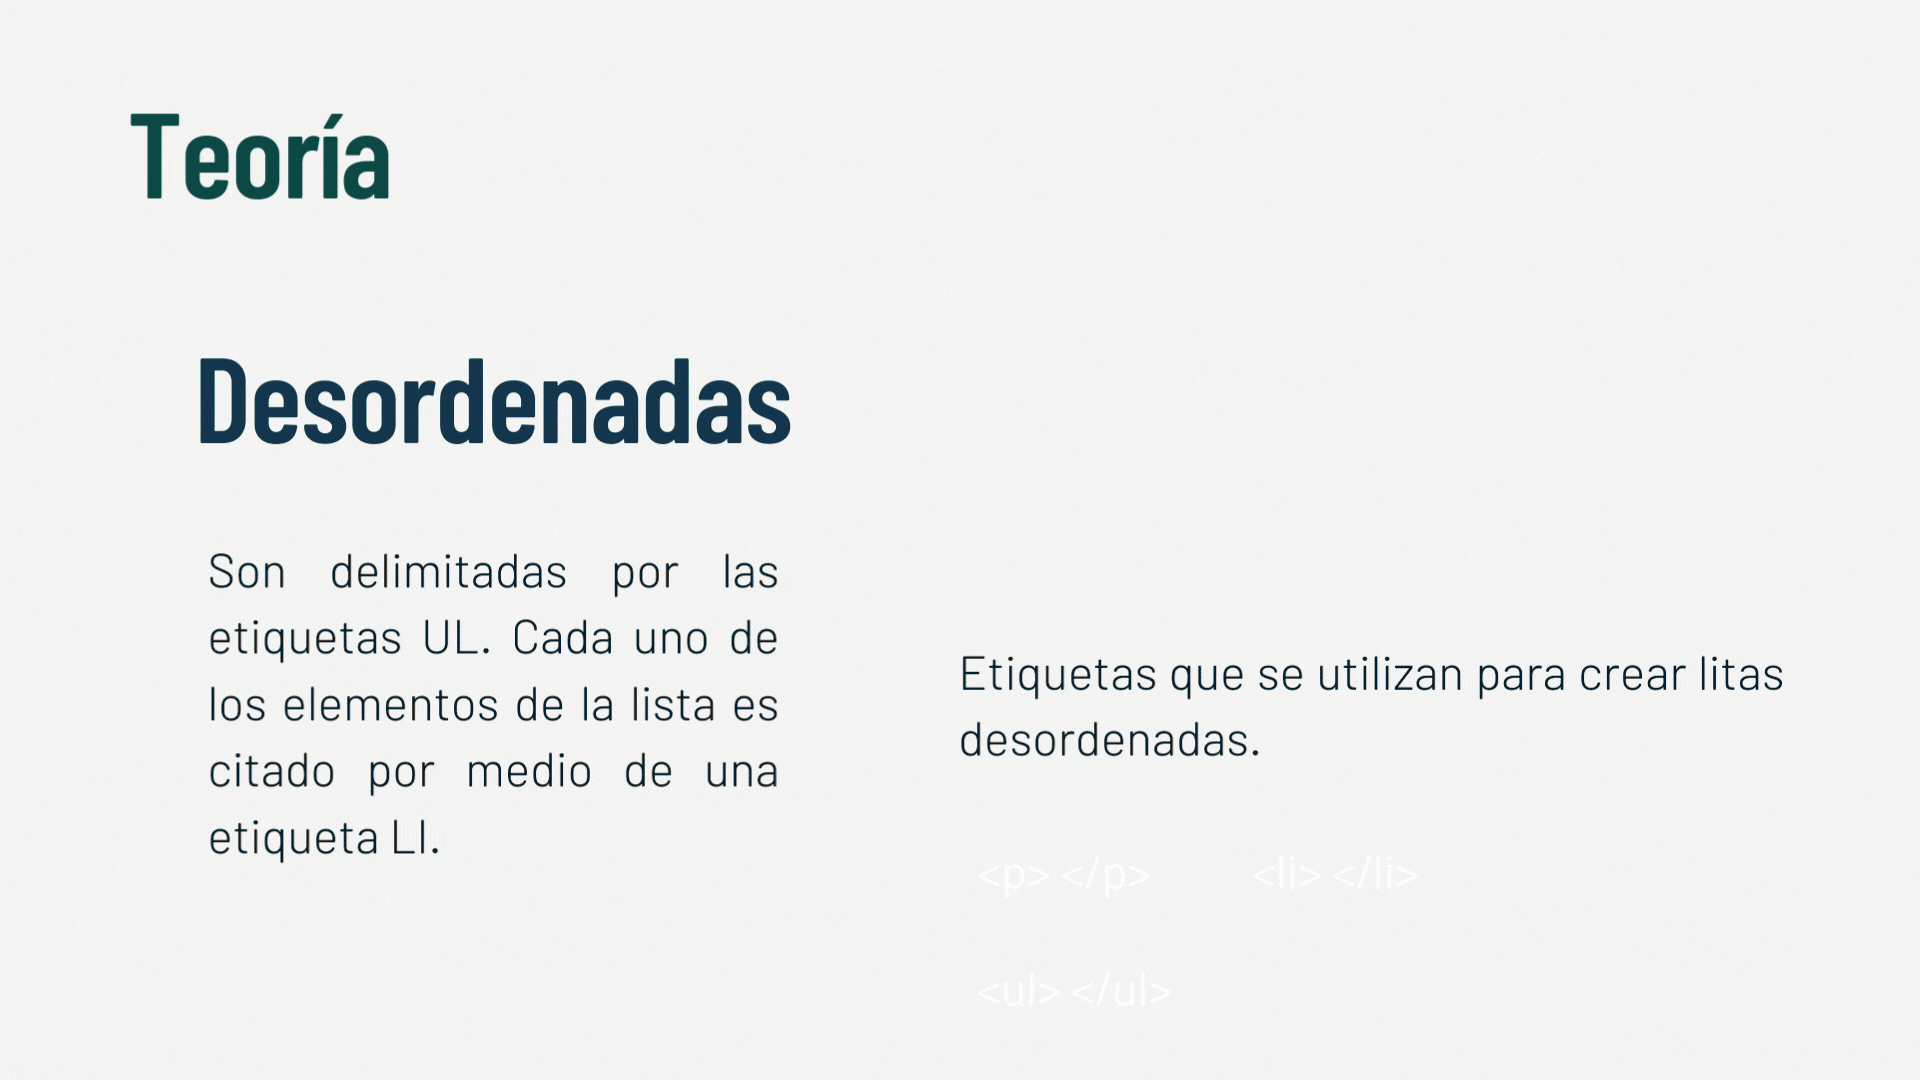 Teoría
Desordenadas
Son delimitadas por las
etiquetas UL. Cada uno de
los elementos de la lista es
citado por medio de una
etiqueta LI.
Etiquetas que se utilizan para crear litas
desordenadas.
<p> </p> <li> </li>
<ul> </ul>